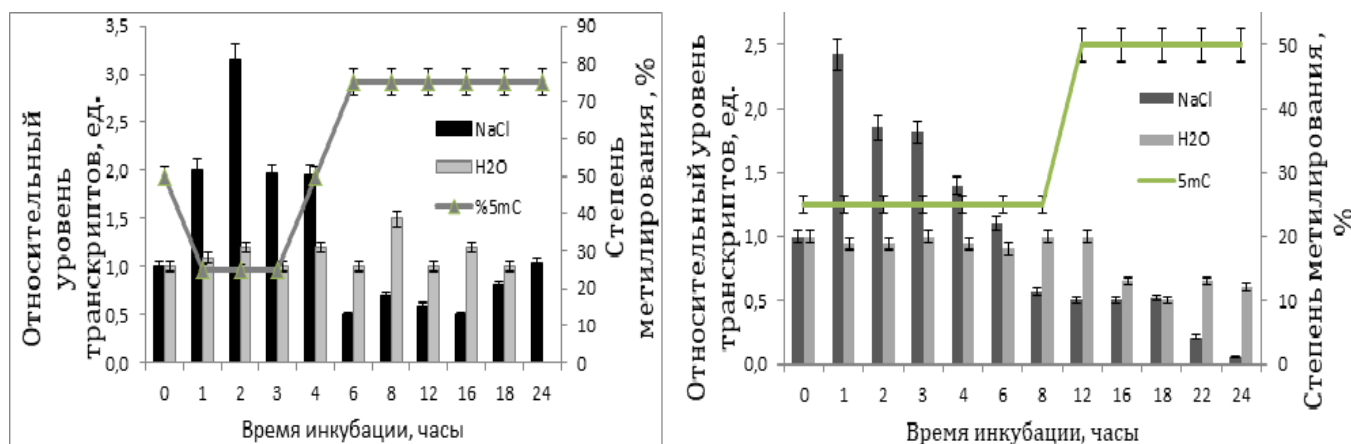 Относительный
уровень
транскриптов, ед.
3,5
3,0
2,5
2,0
1,5
1,0
0,5
0,0
NaCl
H2O
%5mC
90
80
70
60
50
40
30
20
10
0
Степень
метилирования , %
0 1 2 3 4 6 8 12 16 18 24
Время инкубации, часы
Относительный уровень
транскриптов, ед.
2,5
2,0
1,5
1,0
0,5
0,0
NaCl
H2O
5mC
50
40
30
20
10
0
Степень метилирования ,
%
0 1 2 3 4 6 8 12 16 18 22 24
Время инкубации, часы